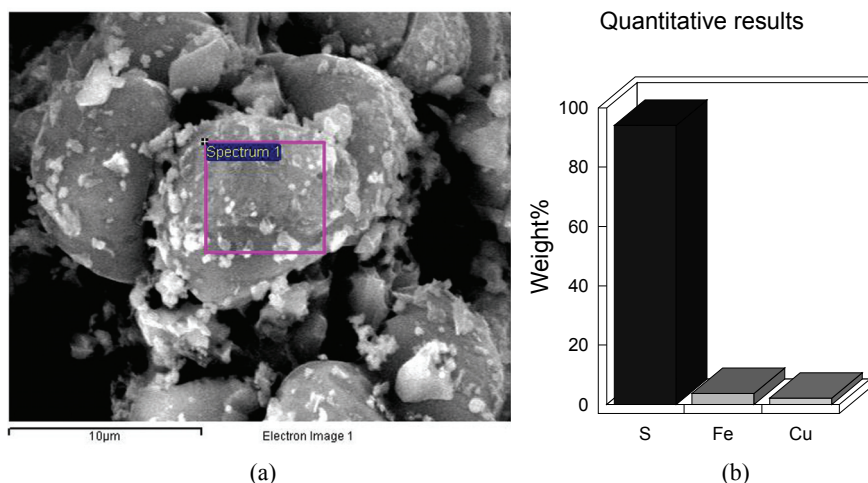 Spectrum 1
10µm
Electron Image 1
(a)
Quantitative results
Weight%
100
80
60
40
20
0
S Fe Cu
(b)